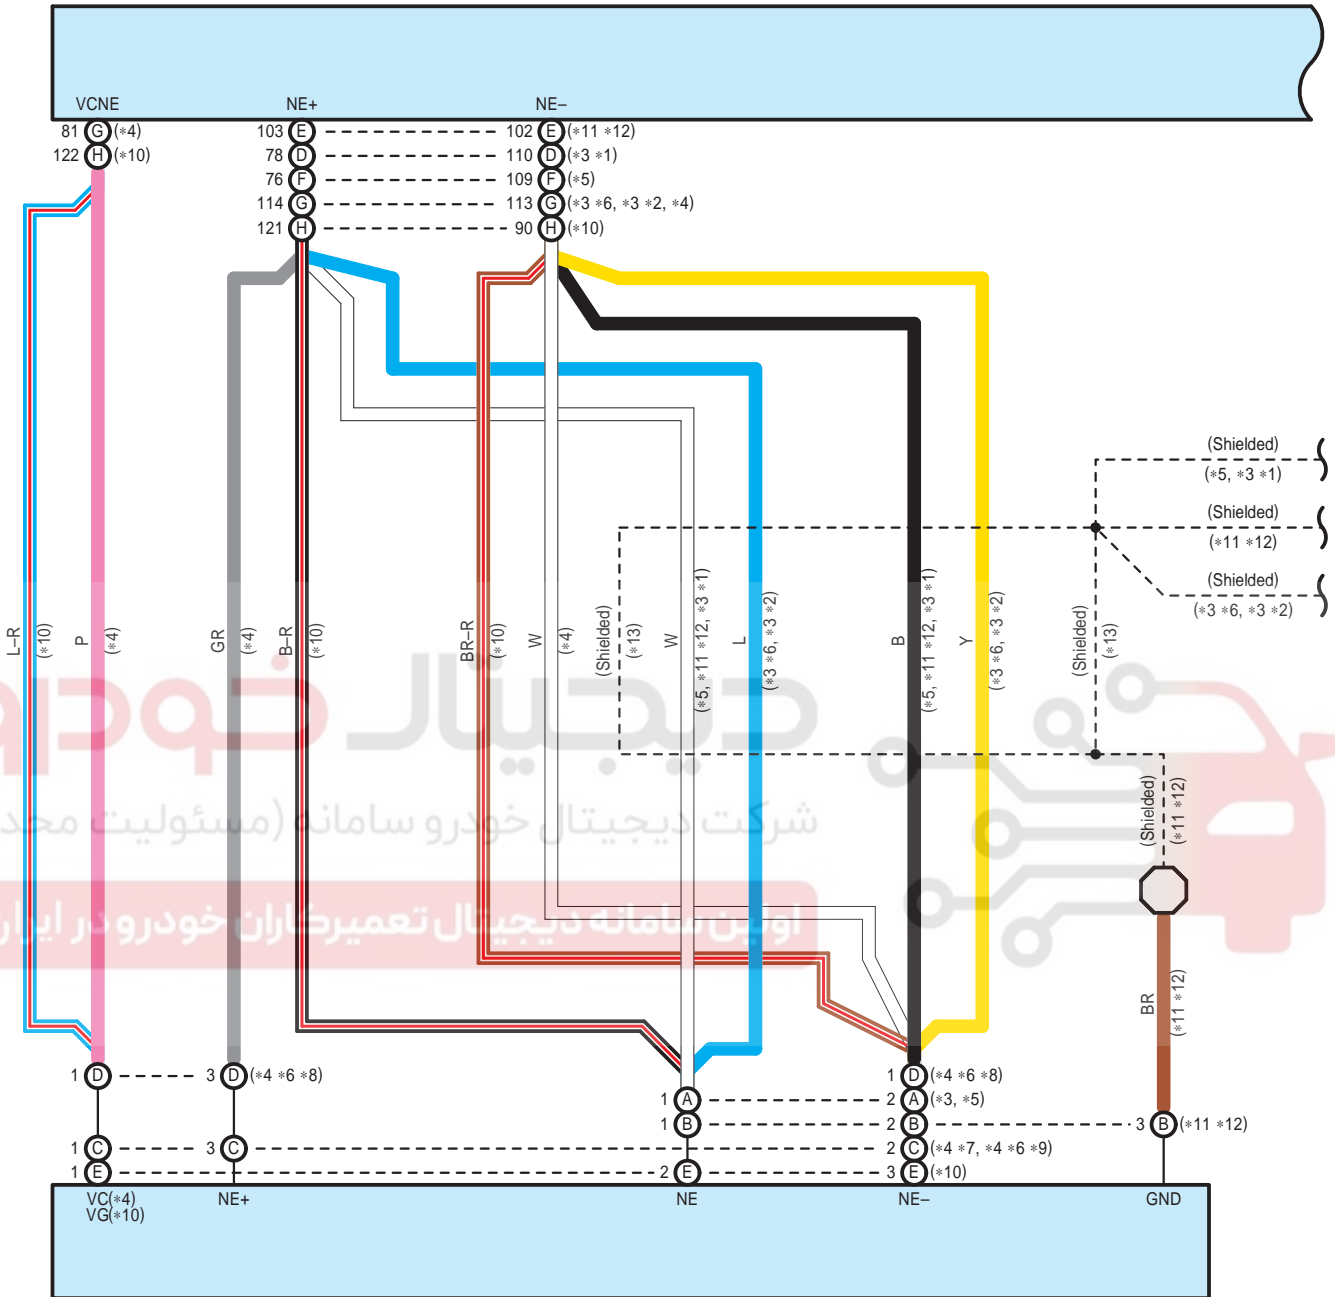 VCNE NE+ NE–
81 G (*4) 103 E 102 E (*11 *12)
122 H (*10) 78 D 110 D (*3 *1)
76 F 109 F (*5)
114 G 113 G (*3 *6, *3 *2, *4)
121 H 90 H (*10)
(Shielded)
(*5, *3 *1)
(Shielded)
(*11 *12)
(Shielded)
(*3 *6, *3 *2)
L–R
(*10)
P
(*4)
GR
(*4)
B–R
(*10)
BR–R
(*10)
W
(*4)
(Shielded)
(*13)
W
(*5, *11 *12, *3 *1)
L
(*3 *6, *3 *2)
B
(*5, *11 *12, *3 *1)
Y
(*3 *6, *3 *2)
(Shielded)
(*13)
دیجیتال خودرو
شرکت دیجیتال خودرو سامانه (مسئولیت
اولین سامانه دیجیتال تعمیرکاران خودرو در ایران
(Shielded)
(*11 *12)
BR
(*11 *12)
1 D 3 D (*4 *6 *8) 1 D (*4 *6 *8)
1 A 2 A (*3, *5)
1 B 2 B 3 B (*11 *12)
1 C 3 C 2 C (*4 *7, *4 *6 *9)
1 E 2 E 3 E (*10)
VC(*4) NE+ NE NE– GND
VG(*10)